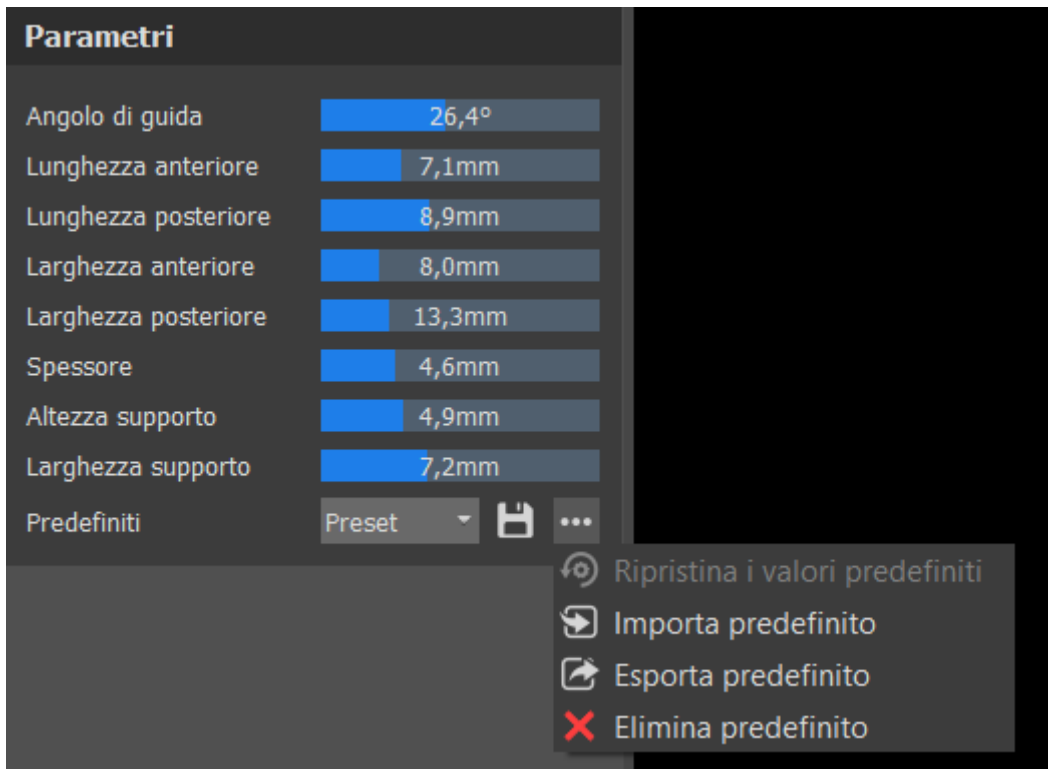 Parametri
Angolo di guida 26,4°
Lunghezza anteriore 7,1mm
Lunghezza posteriore 8,9mm
Larghezza anteriore 8,0mm
Larghezza posteriore 13,3mm
Spessore 4,6mm
Altezza supporto 4,9mm
Larghezza supporto 7,2mm
Predefiniti Preset
Ripristina i valori predefiniti
Importa predefinito
Esporta predefinito
Elimina predefinito